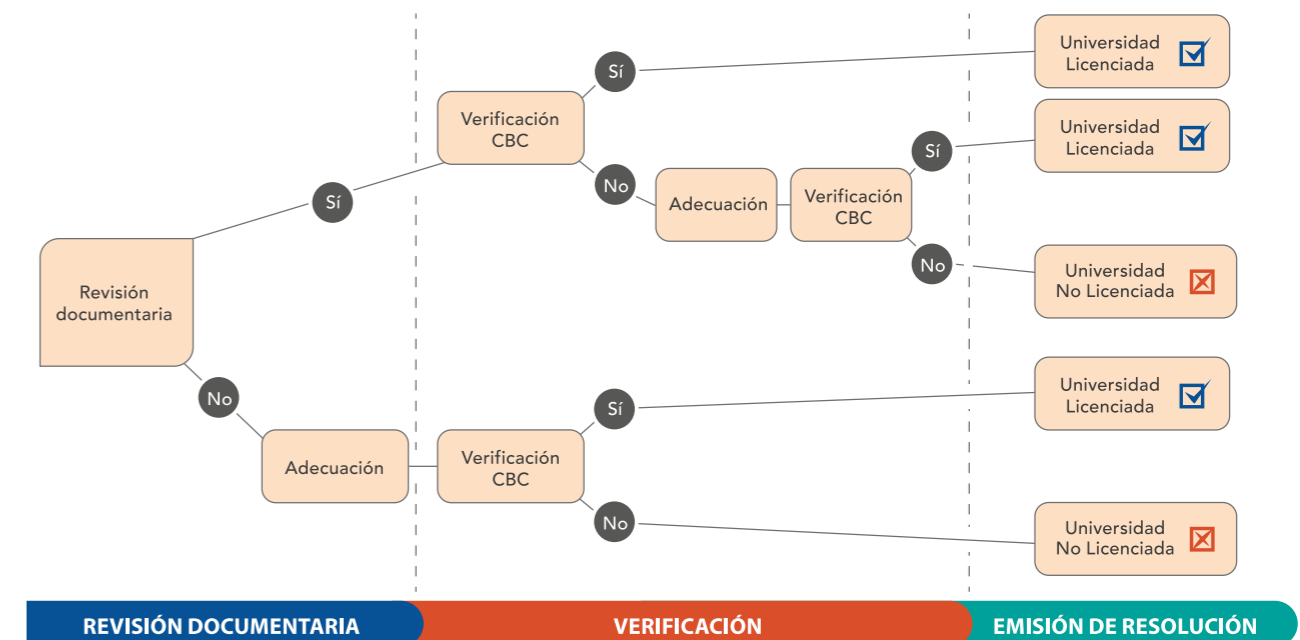 Universidad
Licenciada
Sí
Verificación
CBC
Universidad
Licenciada
Sí
No
Adecuación
Verificación
CBC
Sí
No
Universidad
No Licenciada
Revisión
documentaria
Universidad
Licenciada
No
Sí
Adecuación
Verificación
CBC
No
Universidad
No Licenciada
REVISIÓN DOCUMENTARIA
VERIFICACIÓN
EMISIÓN DE RESOLUCIÓN